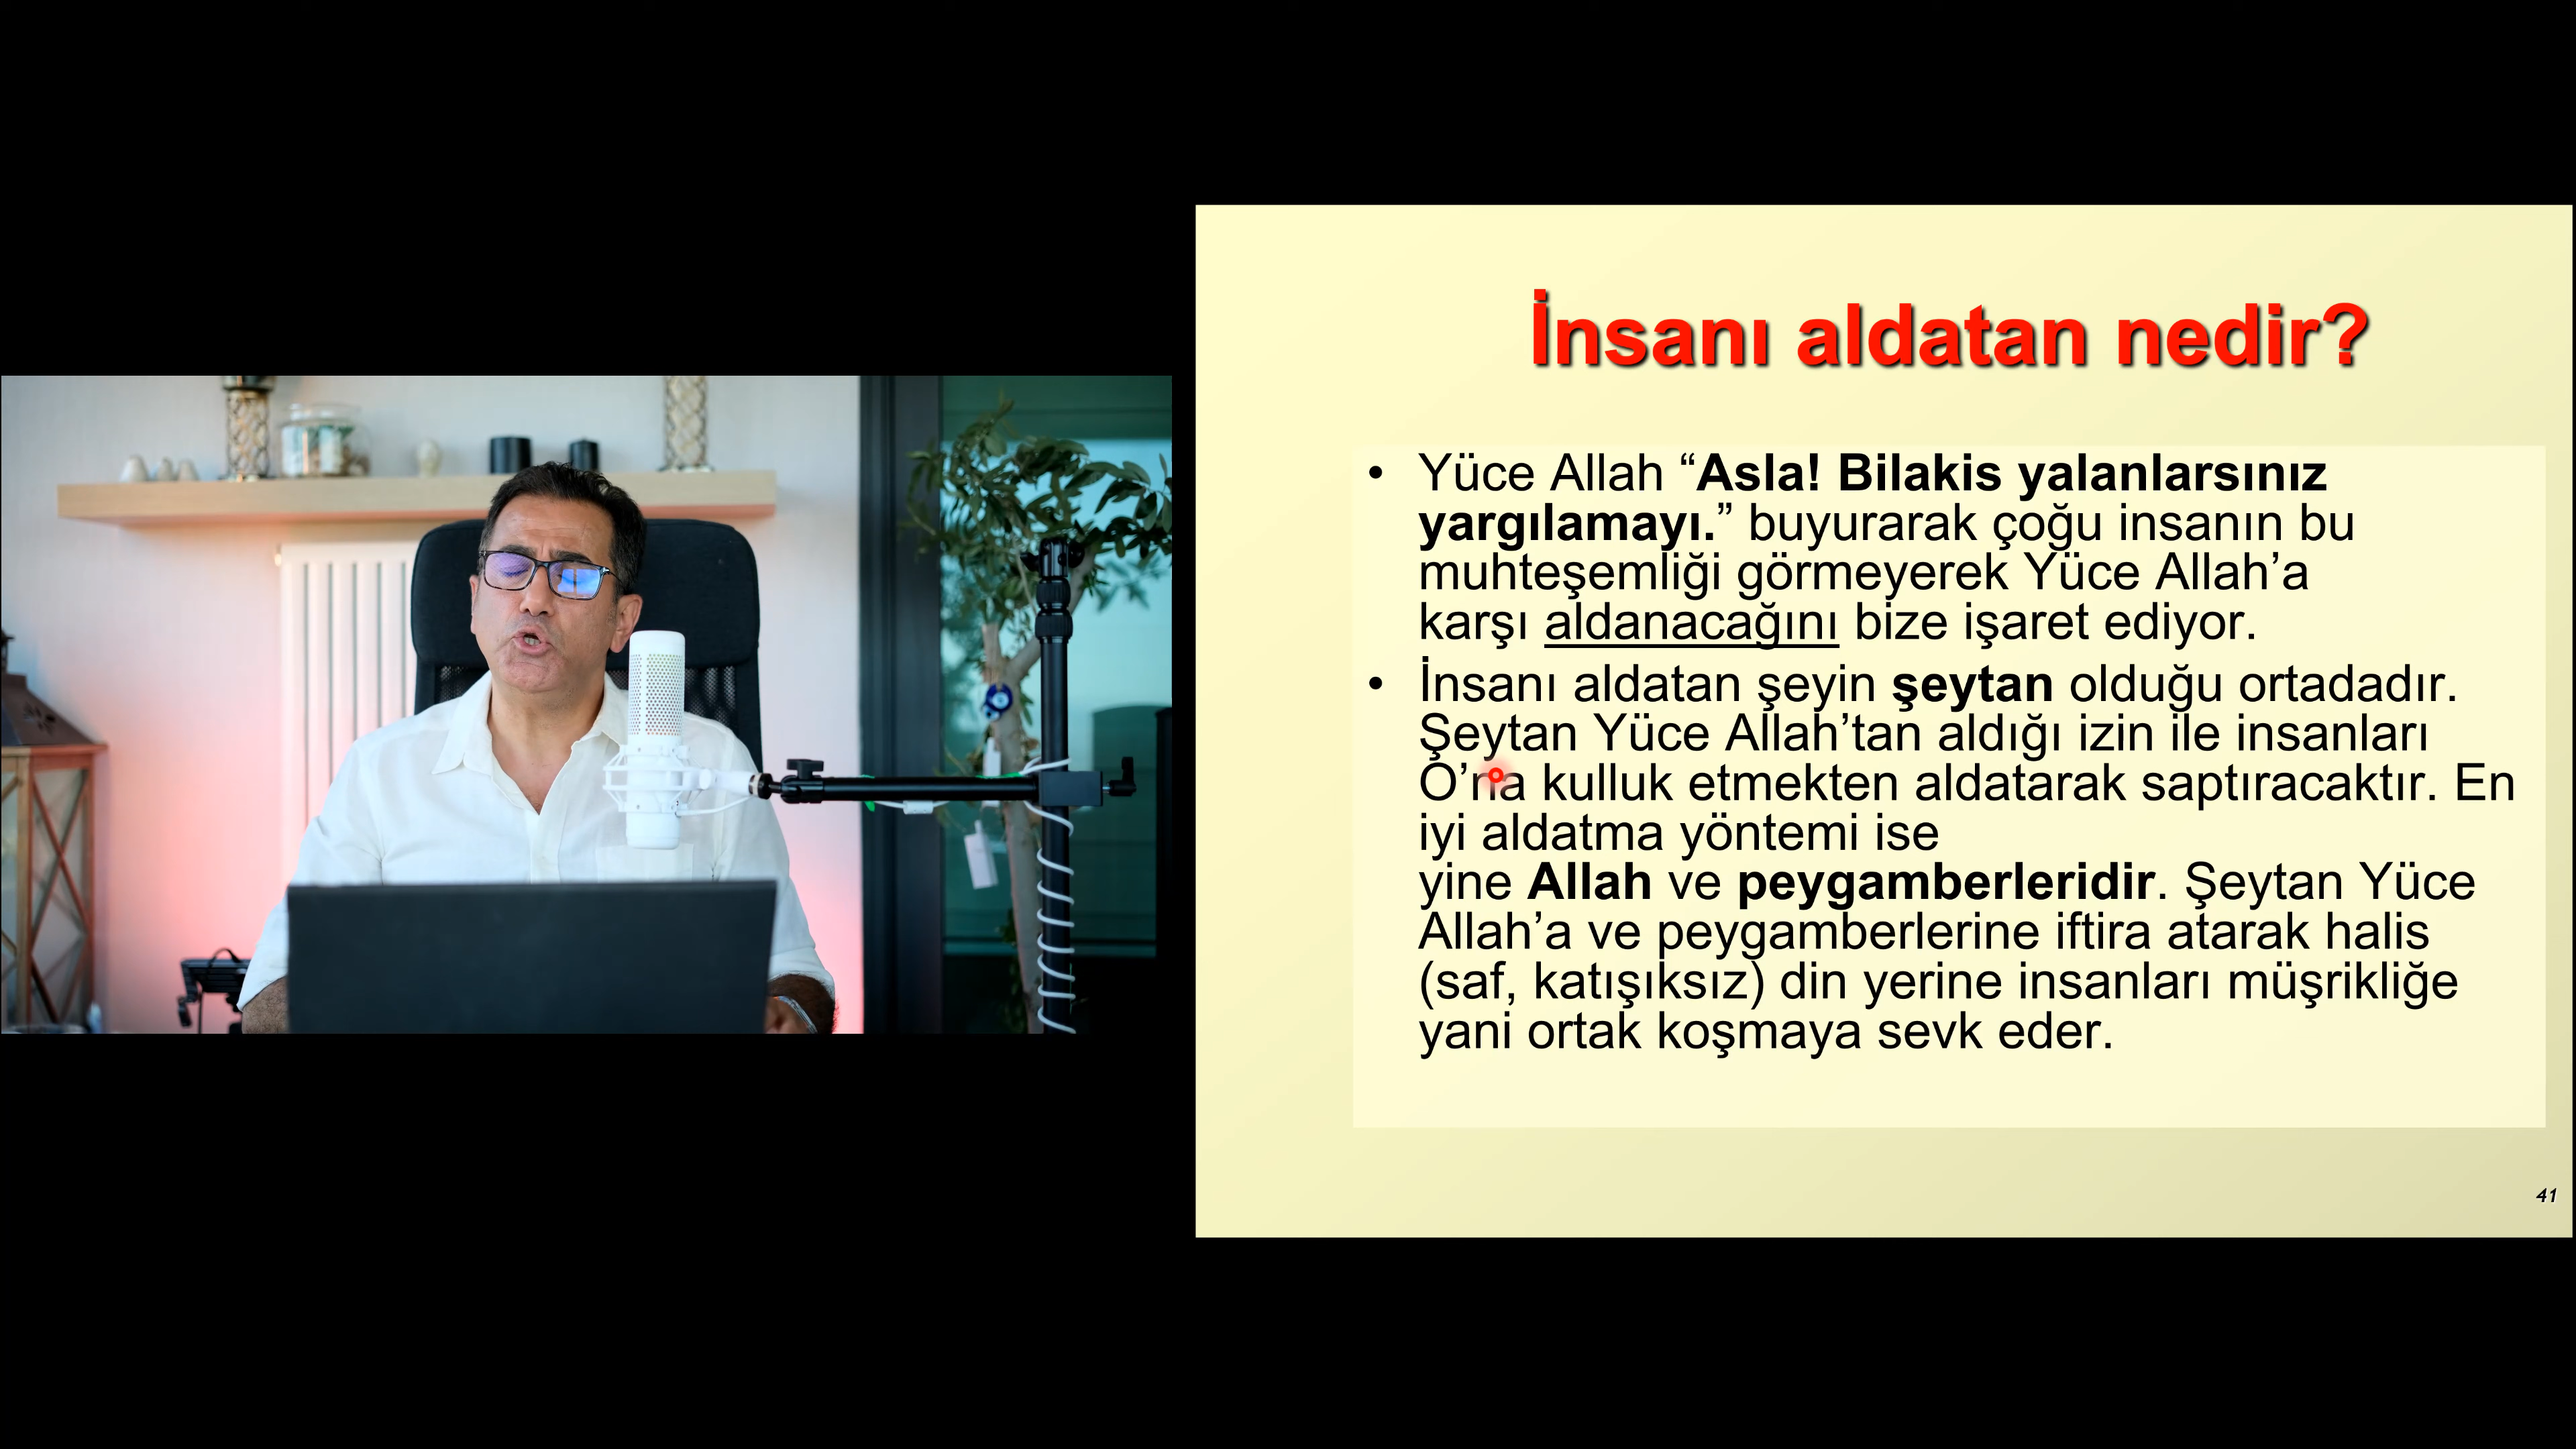 İnsanı aldatan nedir?
• Yüce Allah “Asla! Bilakis yalanlarsınız
yargılamayı.” buyurarak çoğu insanın bu
muhteşemliği görmeyerek Yüce Allah’a
karşı aldanacağını bize işaret ediyor.
• İnsanı aldatan şeyin şeytan olduğu ortadadır.
Şeytan Yüce Allah’tan aldığı izin ile insanları
O’na kulluk etmekten aldatarak saptıracaktır. En
iyi aldatma yöntemi ise
yine Allah ve peygamberleridir. Şeytan Yüce
Allah’a ve peygamberlerine iftira atarak halis
(saf, katışıksız) din yerine insanları müşrikliğe
yani ortak koşmaya sevk eder.
41